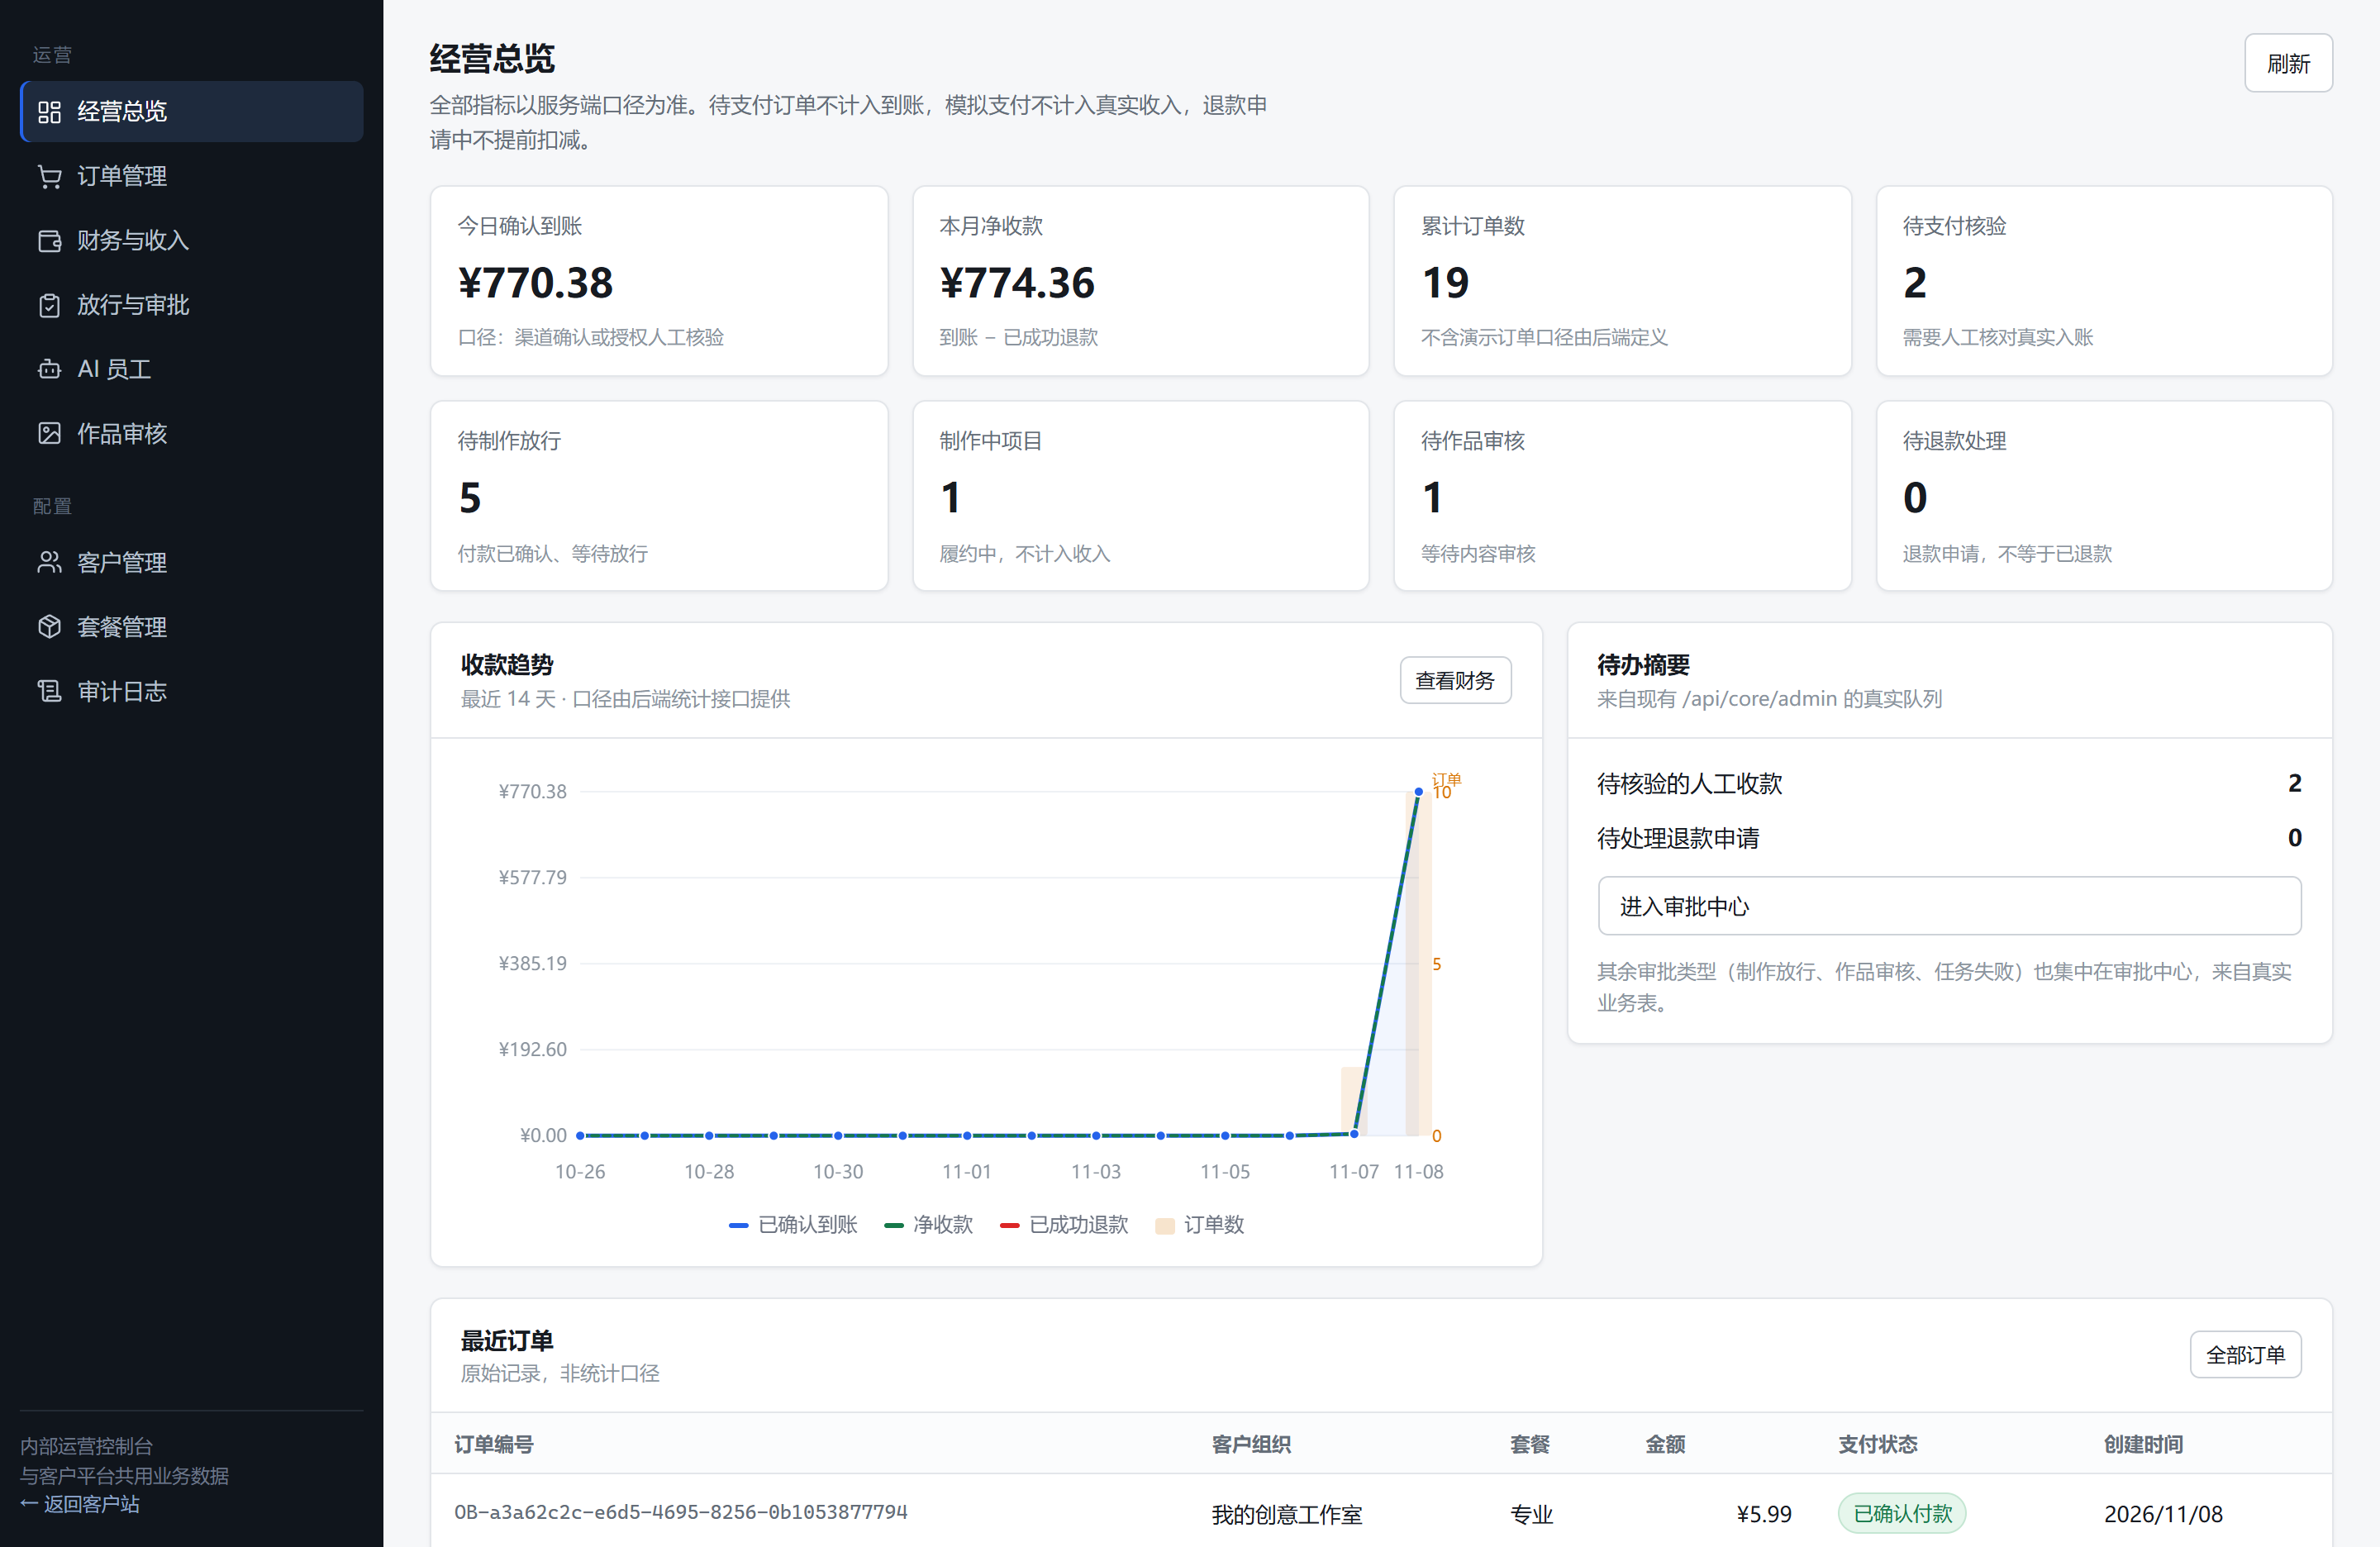 运营
经营总览
订单管理
财务与收入
放行与审批
AI 员工
作品审核
配置
客户管理
套餐管理
审计日志
内部运营控制台
与客户平台共用业务数据
← 返回客户站
经营总览
全部指标以服务端口径为准。待支付订单不计入到账，模拟支付不计入真实收入，退款申
请中不提前扣减。
刷新
今日确认到账
¥770.38
口径：渠道确认或授权人工核验
本月净收款
¥774.36
到账 − 已成功退款
累计订单数
19
不含演示订单口径由后端定义
待支付核验
2
需要人工核对真实入账
待制作放行
5
付款已确认、等待放行
制作中项目
1
履约中，不计入收入
待作品审核
1
等待内容审核
待退款处理
0
退款申请，不等于已退款
收款趋势
最近 14 天 · 口径由后端统计接口提供
查看财务
订单
¥770.38
10
¥577.79
¥385.19
5
¥192.60
¥0.00
0
10-26 10-28 10-30 11-01 11-03 11-05 11-07 11-08
已确认到账 净收款 已成功退款 订单数
待办摘要
来自现有 /api/core/admin 的真实队列
待核验的人工收款 2
待处理退款申请 0
进入审批中心
其余审批类型（制作放行、作品审核、任务失败）也集中在审批中心，来自真实
业务表。
最近订单
原始记录，非统计口径
全部订单
订单编号 客户组织 套餐 金额 支付状态 创建时间
OB-a3a62c2c-e6d5-4695-8256-0b1053877794 我的创意工作室 专业 ¥5.99 已确认付款 2026/11/08